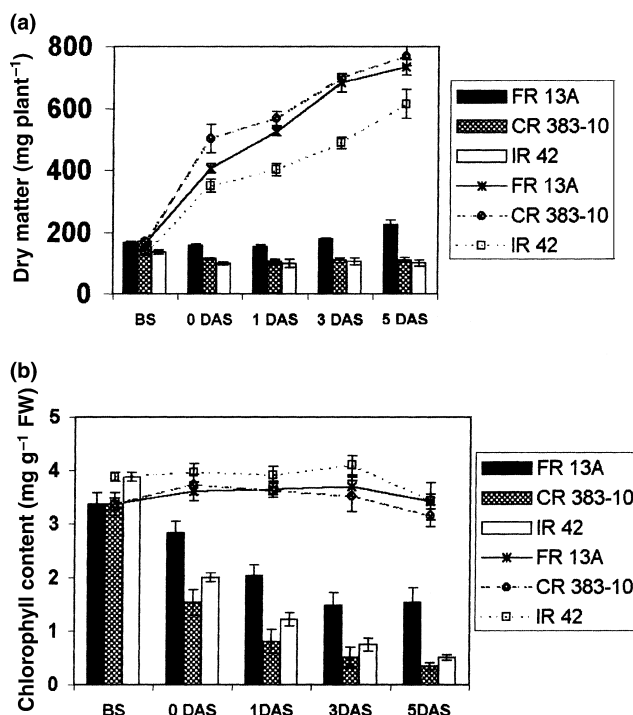 (a)
Dry matter (mg plant⁻¹)
800
600
400
200
0
BS 0 DAS 1 DAS 3 DAS 5 DAS
FR 13A
CR 383-10
IR 42
FR 13A
CR 383-10
IR 42
(b)
Chlorophyll content (mg g⁻¹ FW)
5
4
3
2
1
0
BS 0 DAS 1DAS 3DAS 5DAS
FR 13A
CR 383-10
IR 42
FR 13A
CR 383-10
IR 42